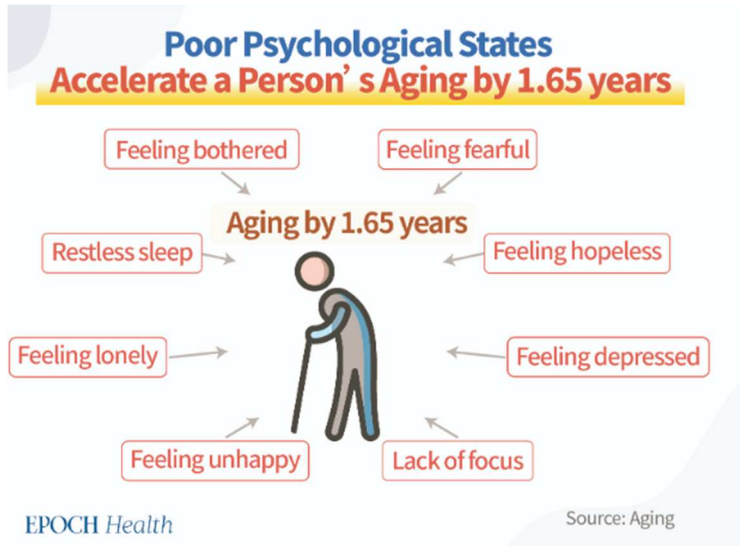 Poor Psychological States
Accelerate a Person's Aging by 1.65 years
Feeling bothered
Feeling fearful
Aging by 1.65 years
Restless sleep
Feeling hopeless
Feeling lonely
Feeling depressed
Feeling unhappy
Lack of focus
EPOCH Health
Source: Aging